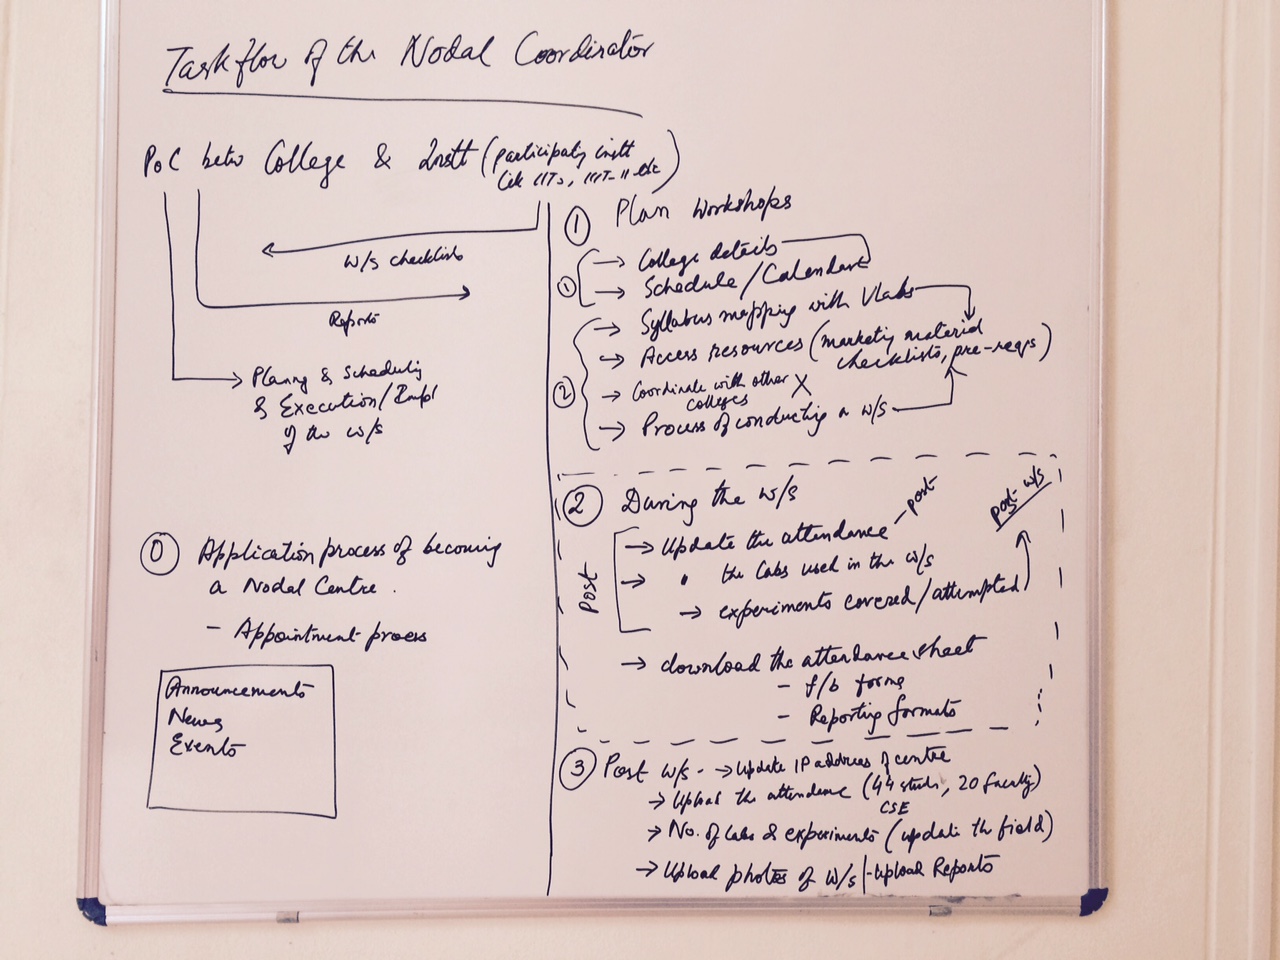 Taskflow of the Nodal Coordinator
PoC betw College & Instt (participatg instt
like IITs, IIIT-H etc)
W/S checklists
Reports
Planng & Scheduling
& Execution/Impl
of the w/s
0 Application process of becoming
a Nodal Centre.
- Appointment process
Announcements
News
Events
1 Plan Workshops
1 → College details
→ Schedule/Calendars
2 → Syllabus mapping with Vlabs
→ Access resources (marketing material
checklists, pre-reqs)
→ Coordinate with other X
colleges
→ Process of conducting a w/s
2 During the w/s
post
post-w/s
Post
→ Update the attendance
→ " the labs used in the w/s
→ experiments covered/attempted
→ download the attendance sheet
- f/b forms
- Reporting formats
3 Post w/s - → Update IP address of centre
→ Upload the attendance (44 studs, 20 faculty)
CSE
→ No. of labs & experiments (update the field)
→ Upload photos of w/s | - Upload Reports